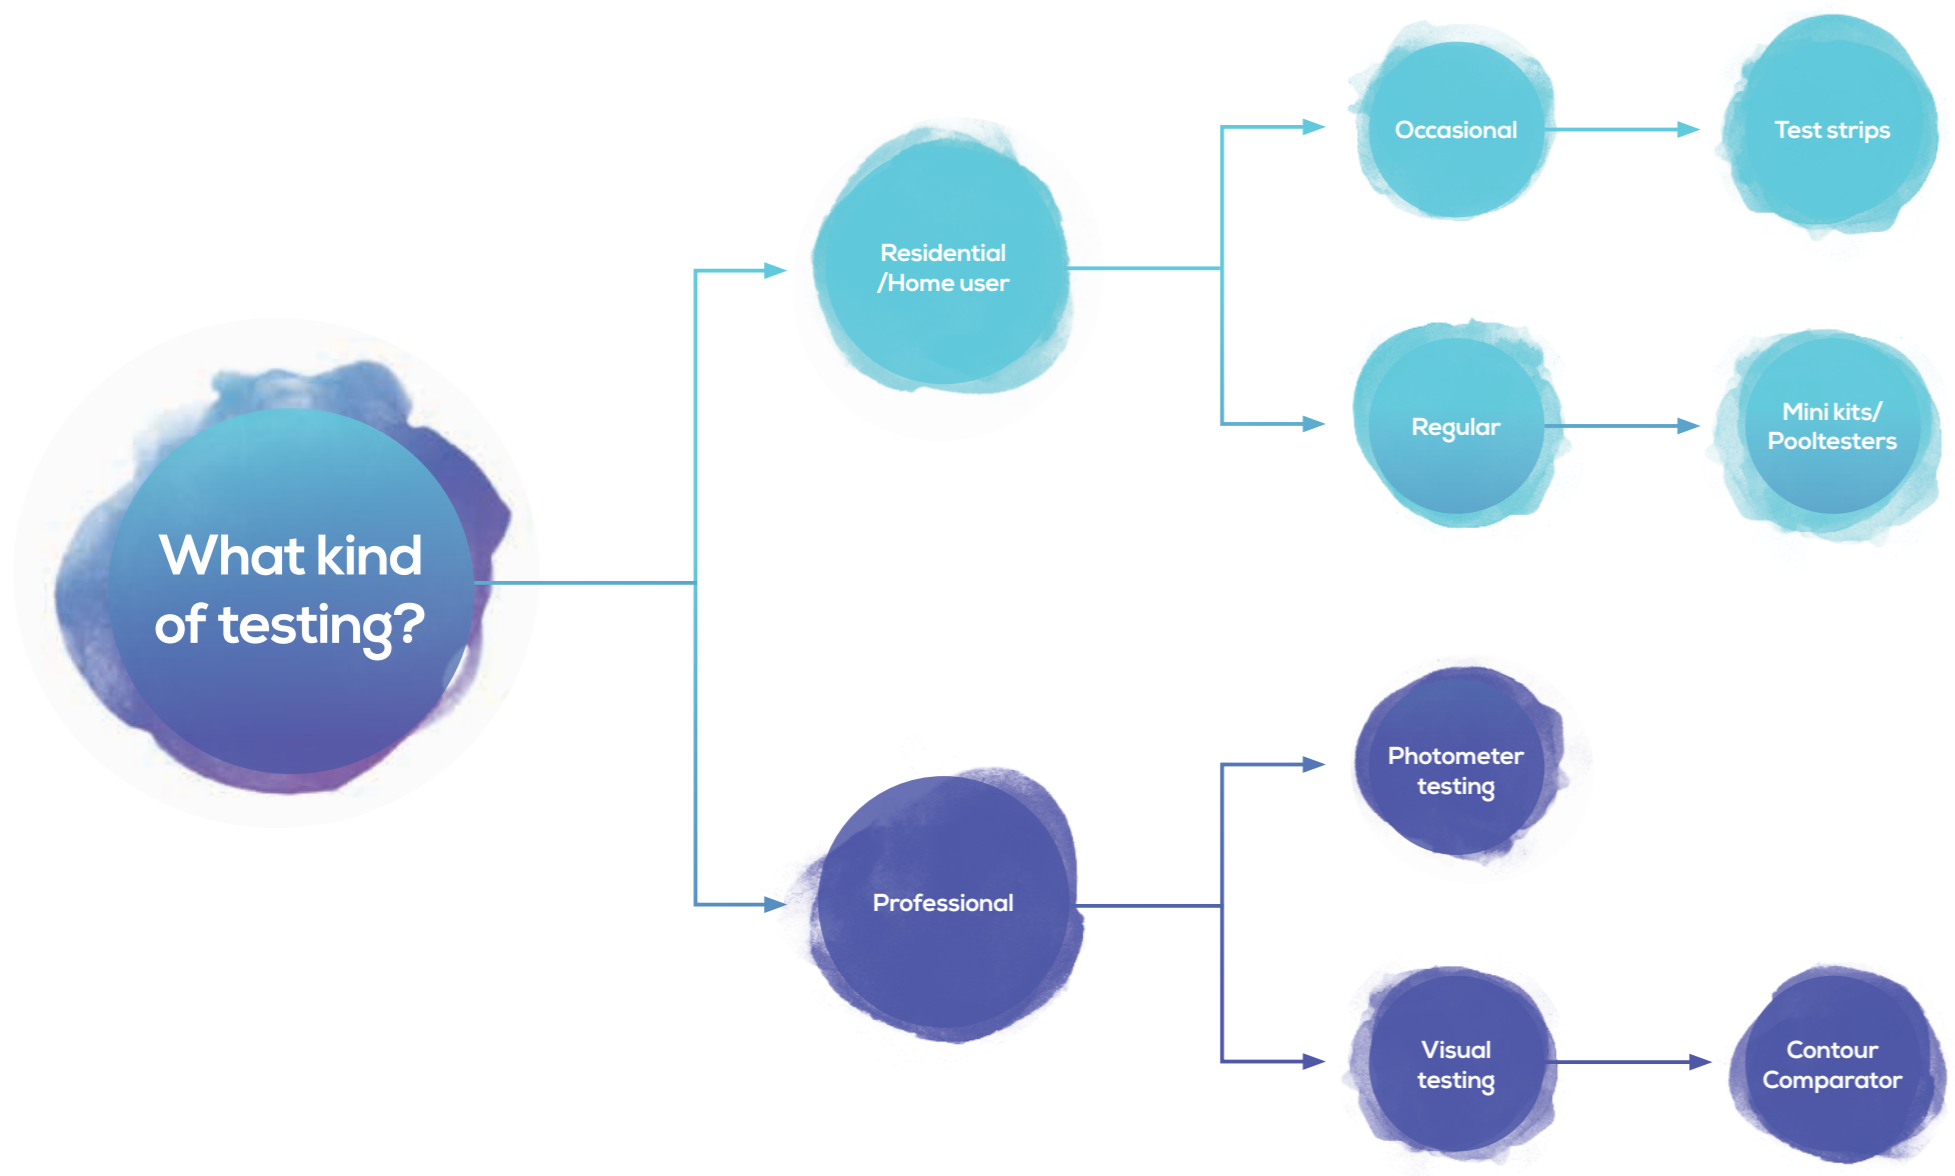 What kind
of testing?
Residential
/Home user
Occasional
Test strips
Regular
Mini kits/
Pooltesters
Professional
Photometer
testing
Visual
testing
Contour
Comparator